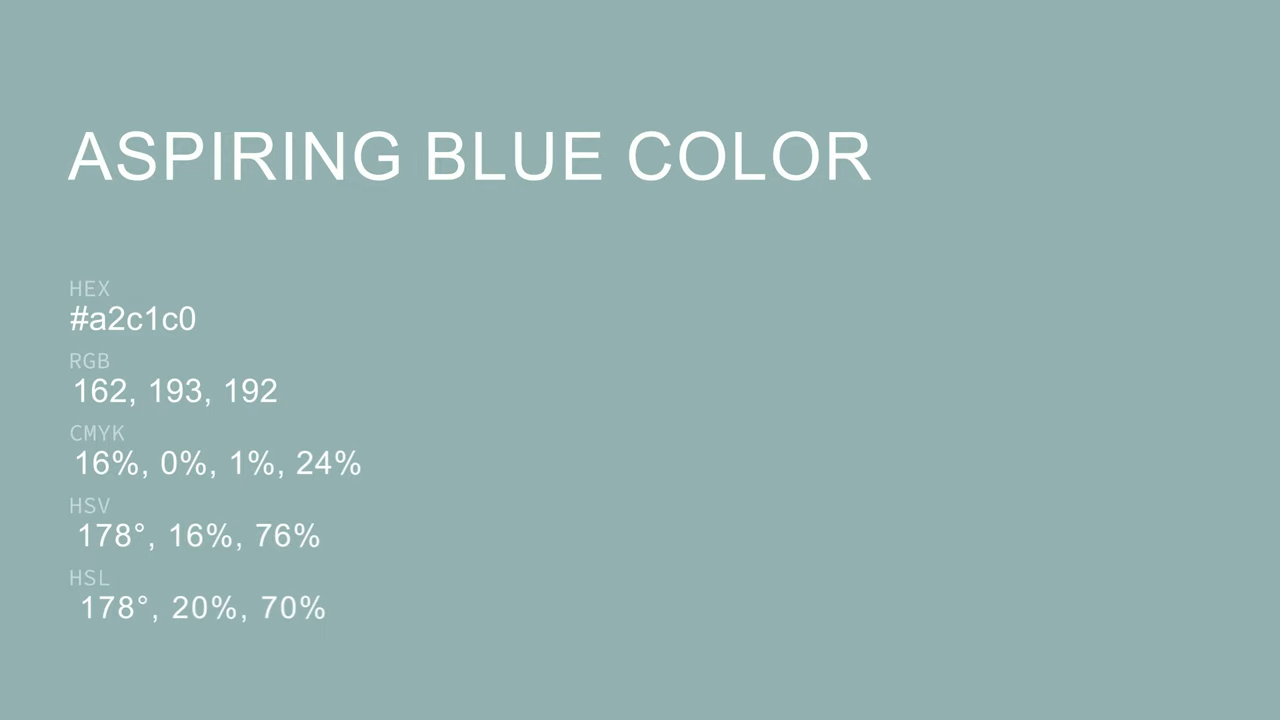 ASPIRING BLUE COLOR
HEX
#a2c1c0
RGB
162, 193, 192
CMYK
16%, 0%, 1%, 24%
HSV
178°, 16%, 76%
HSL
178°, 20%, 70%